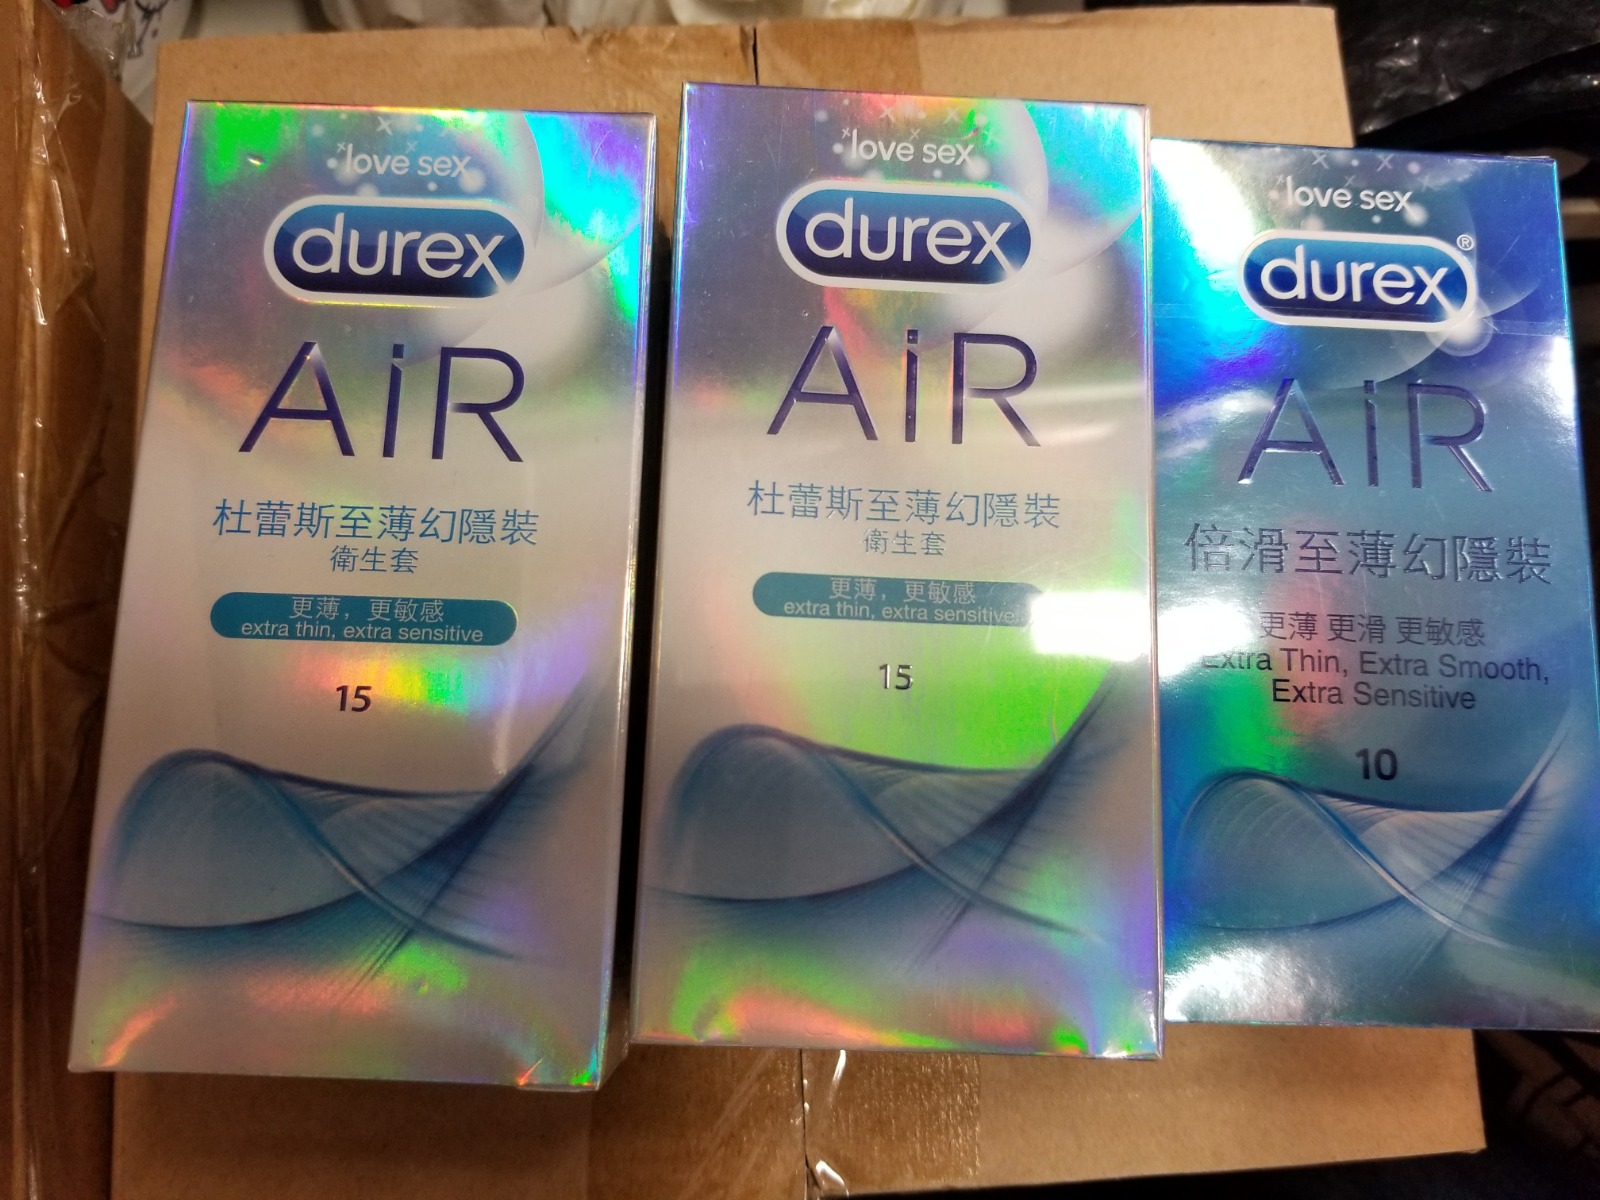 love sex
durex
AiR
杜蕾斯至薄幻隱裝
衛生套
更薄，更敏感
extra thin, extra sensitive
15
love sex
durex
AiR
杜蕾斯至薄幻隱裝
衛生套
更薄，更敏感
extra thin, extra sensitive
15
love sex
durex®
AiR
倍滑至薄幻隱裝
更薄 更滑 更敏感
Extra Thin, Extra Smooth,
Extra Sensitive
10